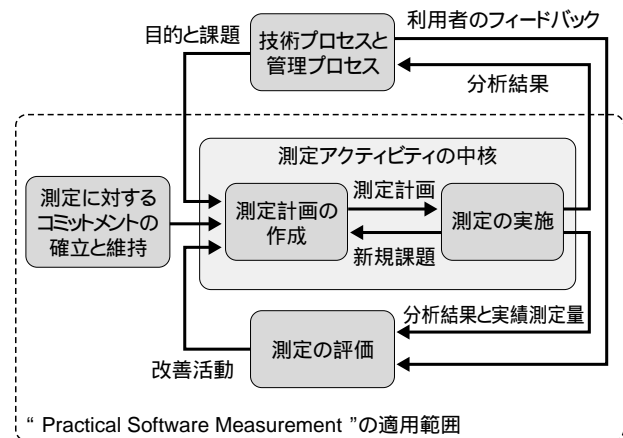 目的と課題
技術プロセスと
管理プロセス
利用者のフィードバック
分析結果
測定アクティビティの中核
測定に対する
コミットメントの
確立と維持
測定計画の
作成
測定計画
新規課題
測定の実施
分析結果と実績測定量
測定の評価
改善活動
“ Practical Software Measurement ”の適用範囲